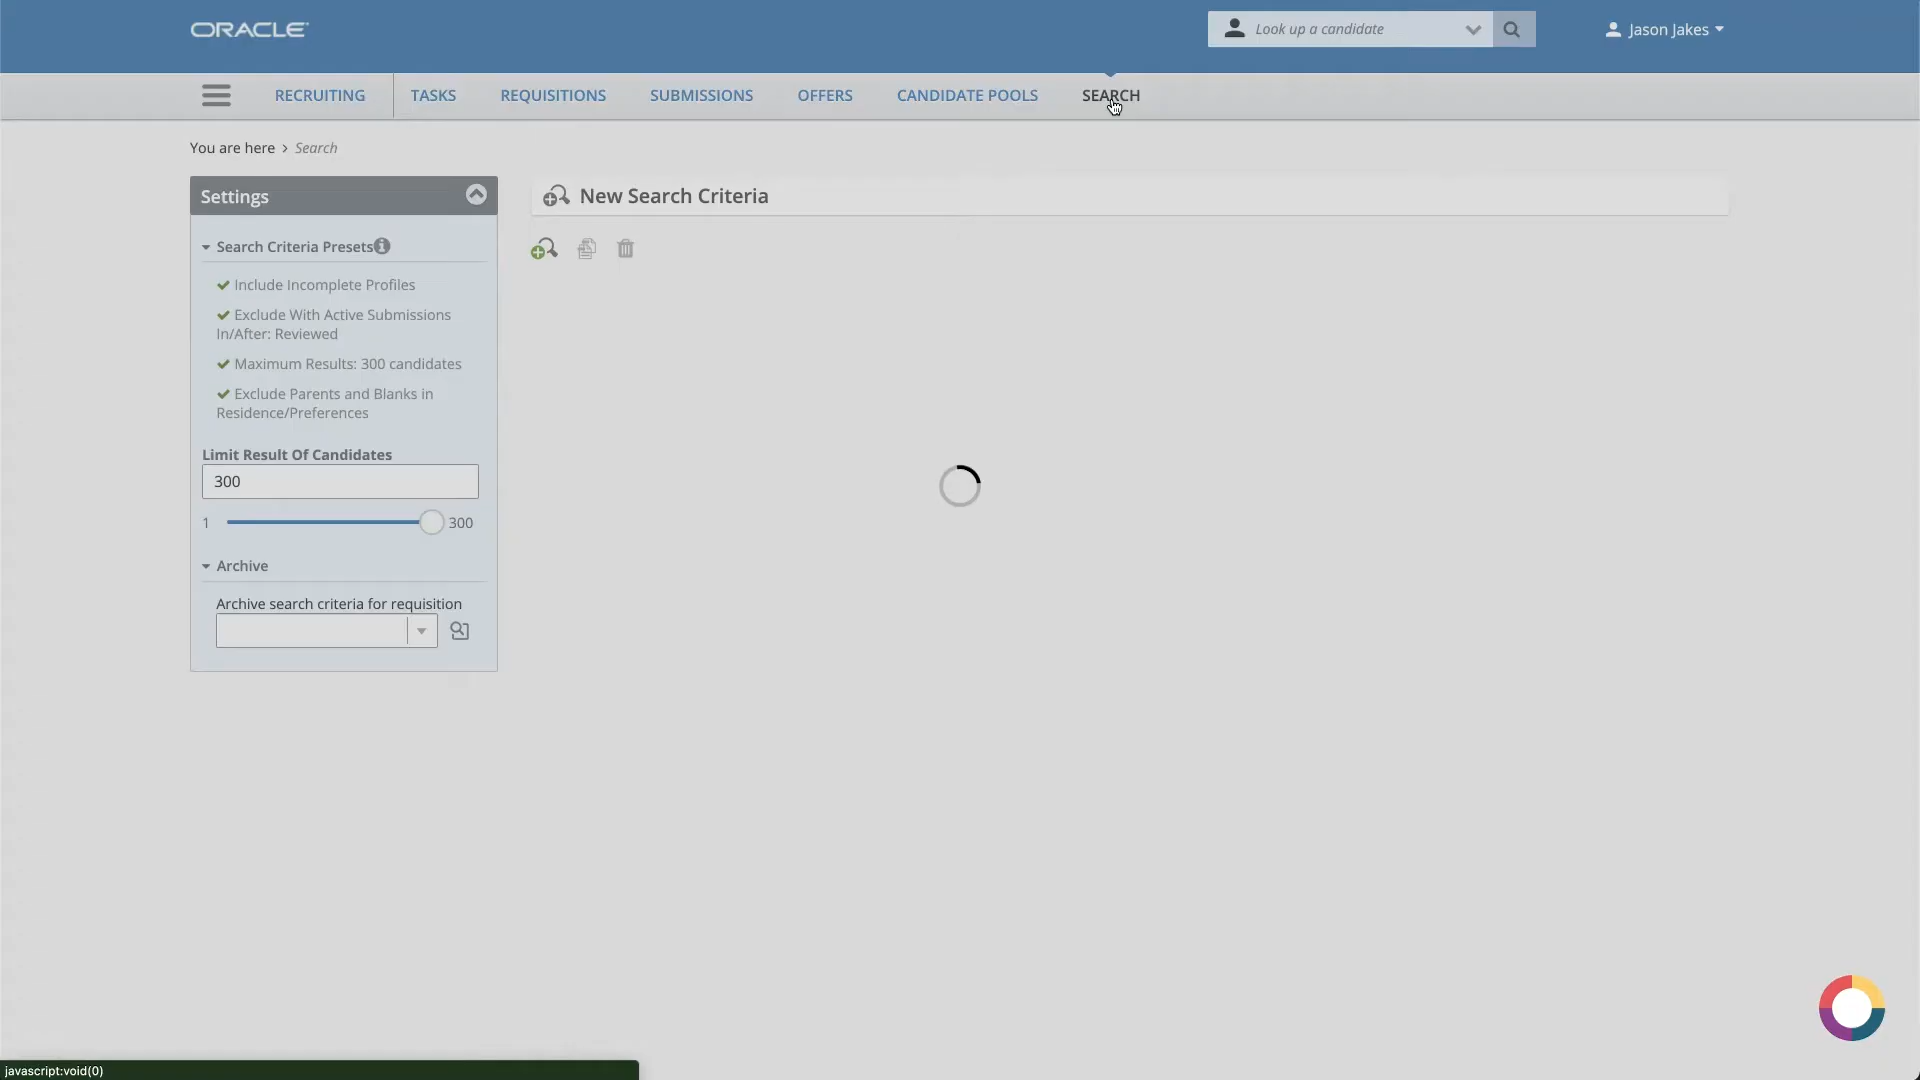 ORACLE
Look up a candidate
Jason Jakes
RECRUITING
TASKS
REQUISITIONS
SUBMISSIONS
OFFERS
CANDIDATE POOLS
SEARCH
You are here › Search
Settings
New Search Criteria
Search Criteria Presets
Include Incomplete Profiles
Exclude With Active Submissions
In/After: Reviewed
Maximum Results: 300 candidates
Exclude Parents and Blanks in
Residence/Preferences
Limit Result Of Candidates
300
1
300
Archive
Archive search criteria for requisition
javascript:void(0)